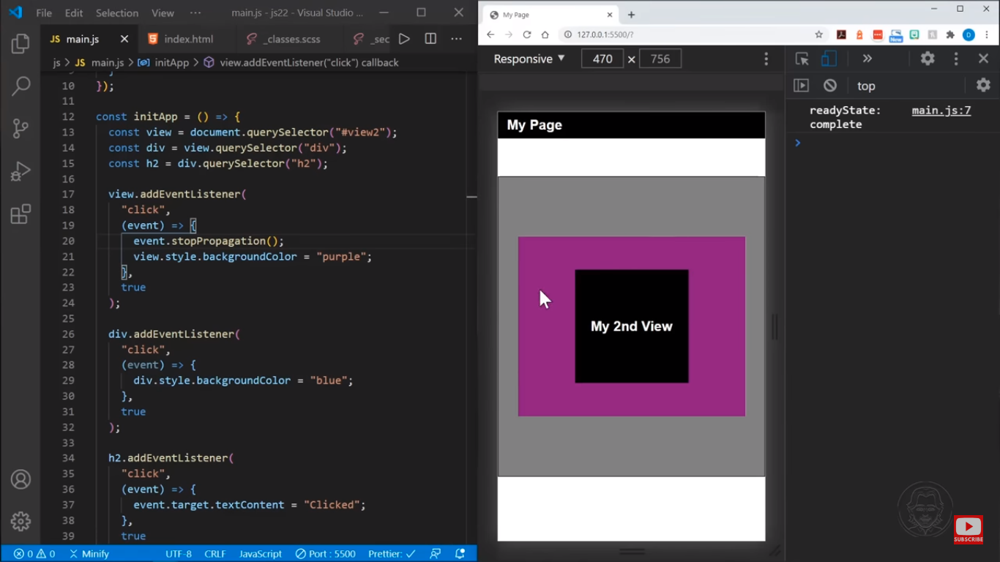 File Edit Selection View ··· main.js - js22 - Visual Studio ...
JS main.js index.html _classes.scss _sec ···
js > JS main.js > initApp > view.addEventListener("click") callback
10 });
11
12 const initApp = () => {
13 const view = document.querySelector("#view2");
14 const div = view.querySelector("div");
15 const h2 = div.querySelector("h2");
16
17 view.addEventListener(
18 "click",
19 (event) => {
20 event.stopPropagation();
21 view.style.backgroundColor = "purple";
22 },
23 true
24 );
25
26 div.addEventListener(
27 "click",
28 (event) => {
29 div.style.backgroundColor = "blue";
30 },
31 true
32 );
33
34 h2.addEventListener(
35 "click",
36 (event) => {
37 event.target.textContent = "Clicked";
38 },
39 true
0 0 Minify UTF-8 CRLF JavaScript Port : 5500 Prettier: ✓
My Page
127.0.0.1:5500/?
New
D
Responsive 470 × 756
My Page
My 2nd View
top
readyState: main.js:7
complete
SUBSCRIBE